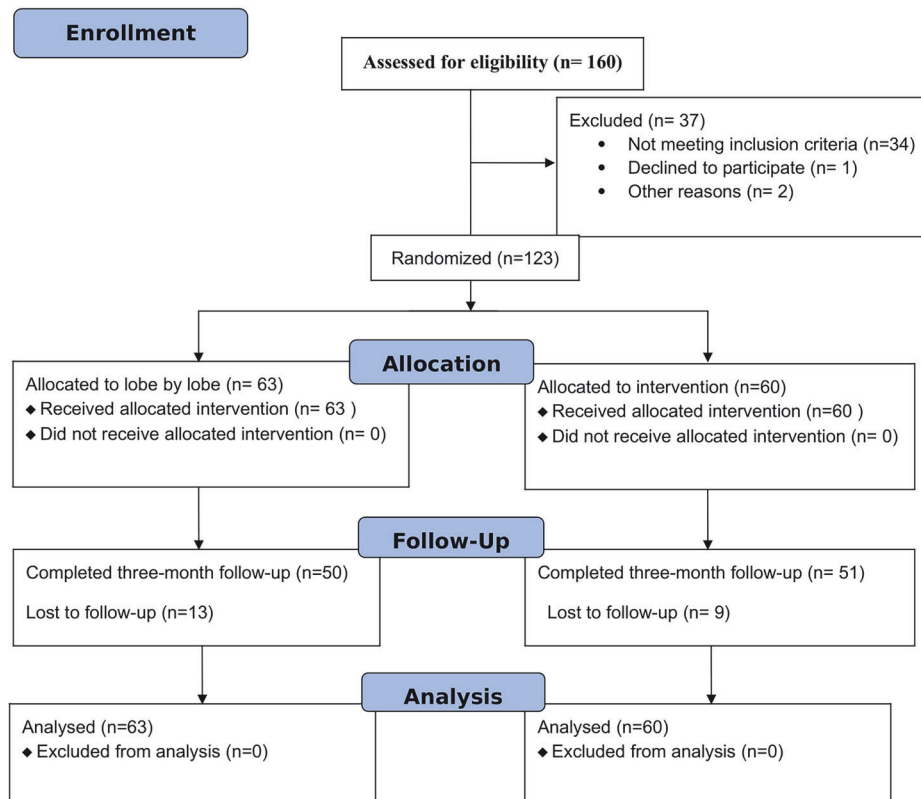 Enrollment
Assessed for eligibility (n= 160)
Excluded (n= 37)
• Not meeting inclusion criteria (n=34)
• Declined to participate (n= 1)
• Other reasons (n= 2)
Randomized (n=123)
Allocation
Allocated to lobe by lobe (n= 63)
◆ Received allocated intervention (n= 63 )
◆ Did not receive allocated intervention (n= 0)
Allocated to intervention (n=60)
◆ Received allocated intervention (n=60 )
◆ Did not receive allocated intervention (n= 0)
Follow-Up
Completed three-month follow-up (n=50)
Lost to follow-up (n=13)
Completed three-month follow-up (n= 51)
Lost to follow-up (n= 9)
Analysis
Analysed (n=63)
◆ Excluded from analysis (n=0)
Analysed (n=60)
◆ Excluded from analysis (n=0)